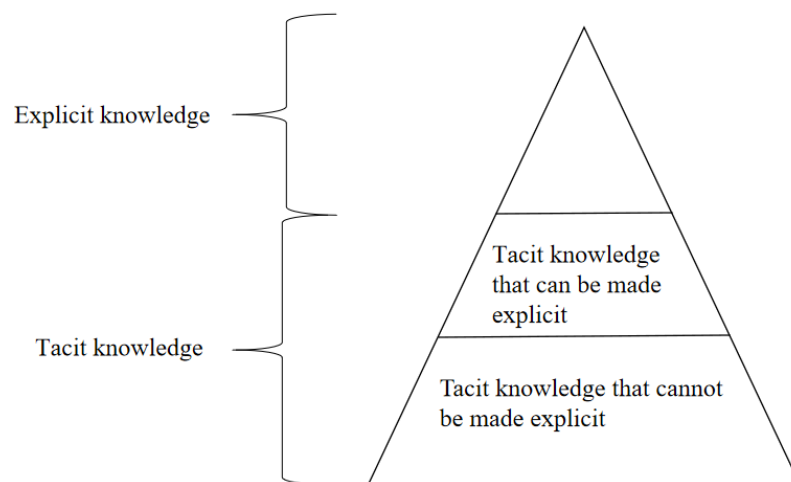 Explicit knowledge
Tacit knowledge
that can be made
explicit
Tacit knowledge
Tacit knowledge that cannot
be made explicit